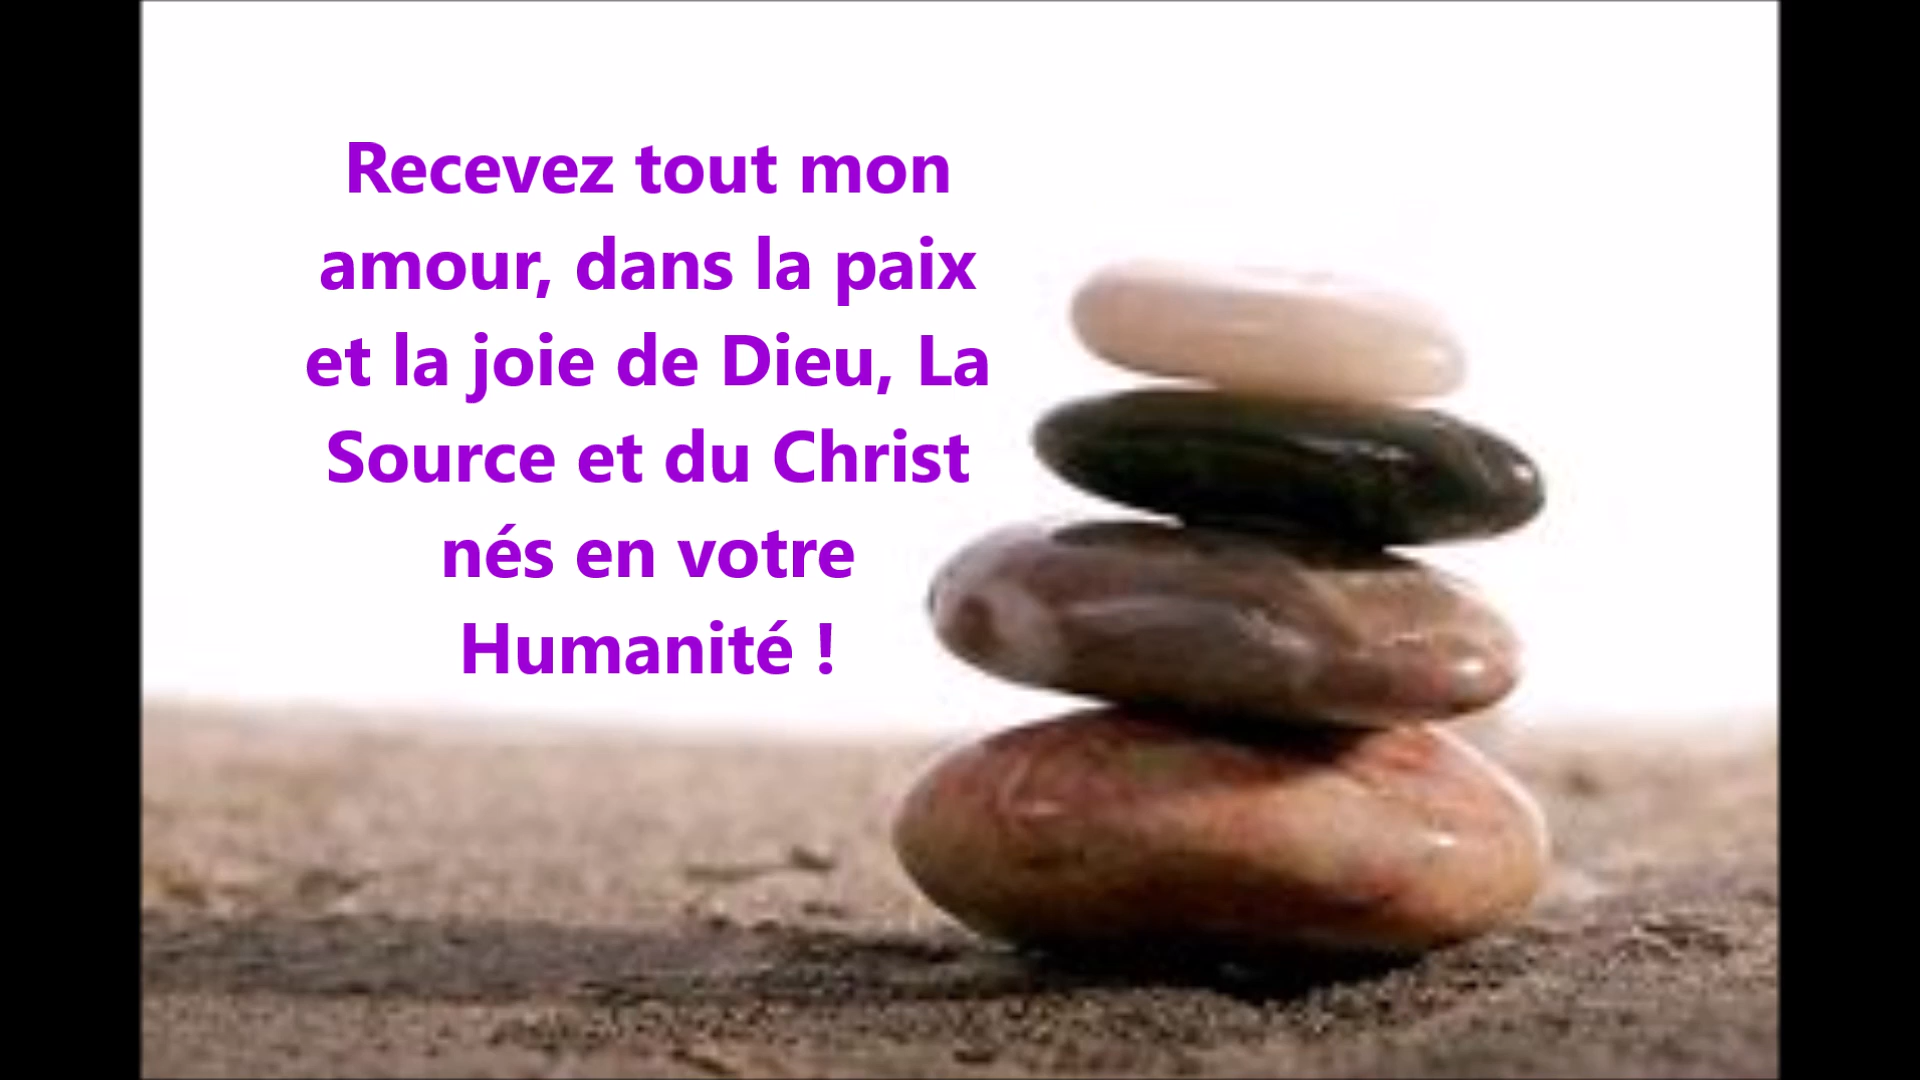 Recevez tout mon
amour, dans la paix
et la joie de Dieu, La
Source et du Christ
nés en votre
Humanité !